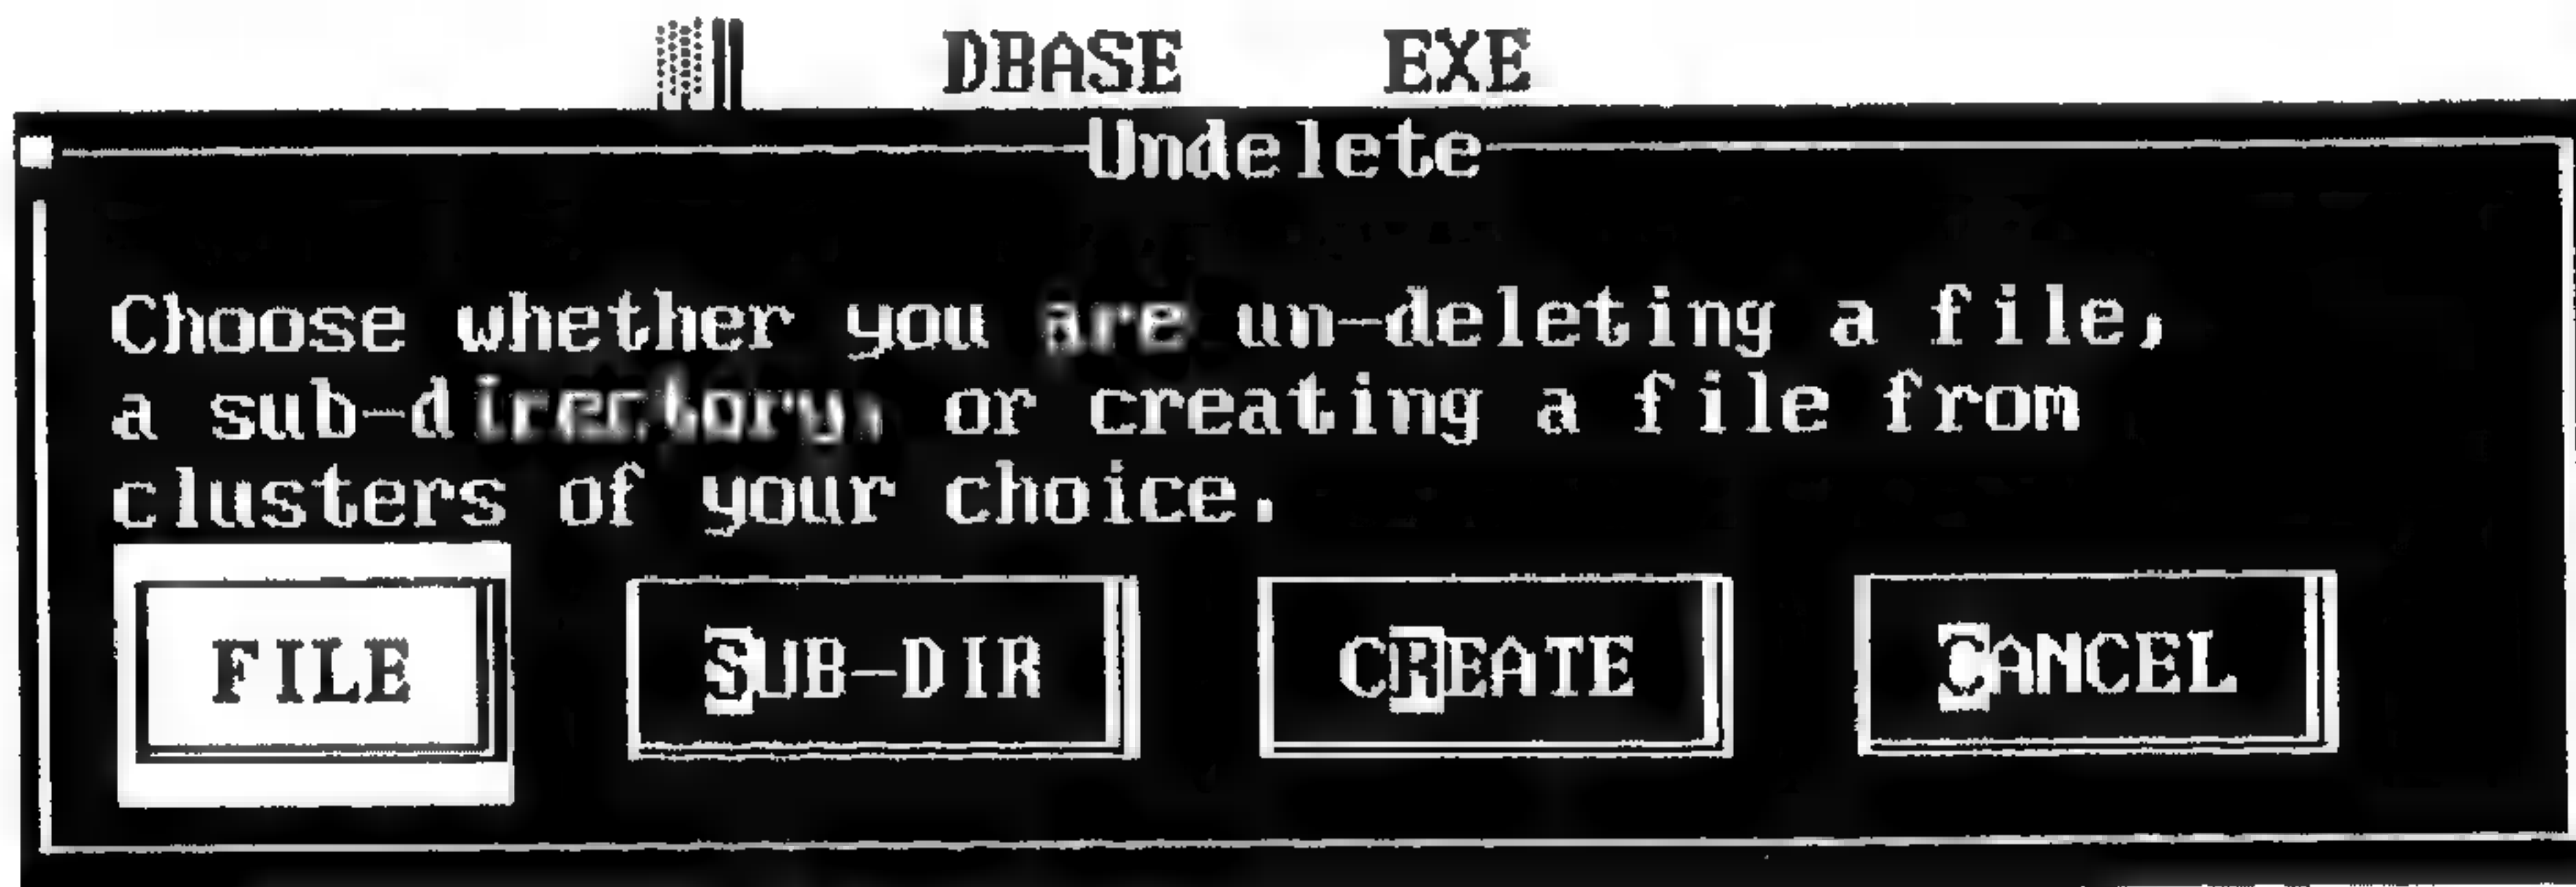 DBASE EXE
Undelete
Choose whether you are un-deleting a file,
a sub-directory, or creating a file from
clusters of your choice.
FILE SUB-DIR CREATE CANCEL